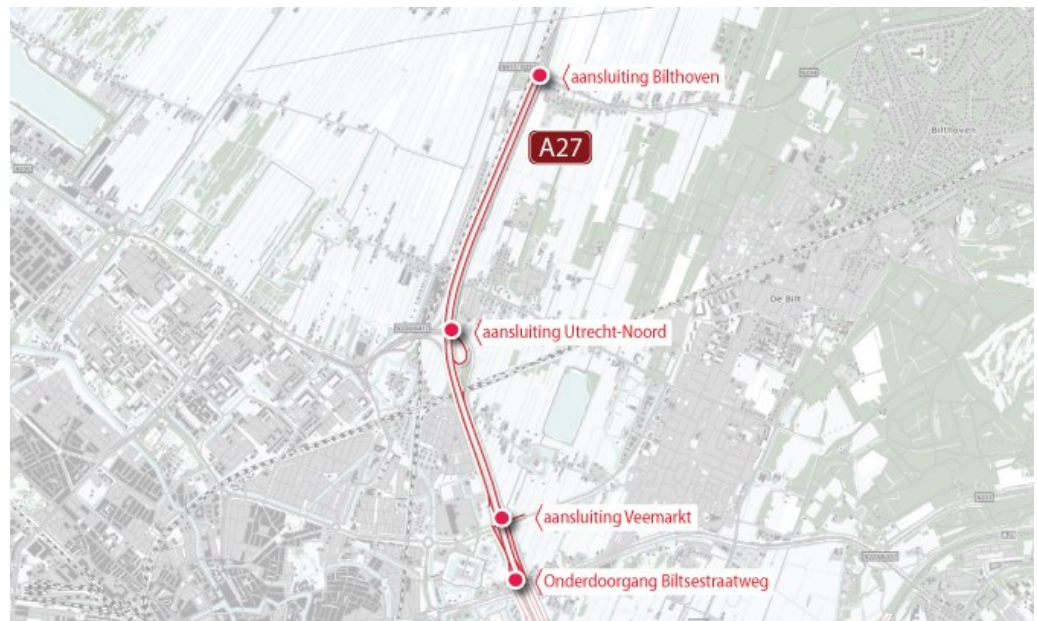 aansluiting Bilthoven
A27
Bilthoven
De Bilt
aansluiting Utrecht-Noord
aansluiting Veemarkt
Onderdoorgang Biltsestraatweg